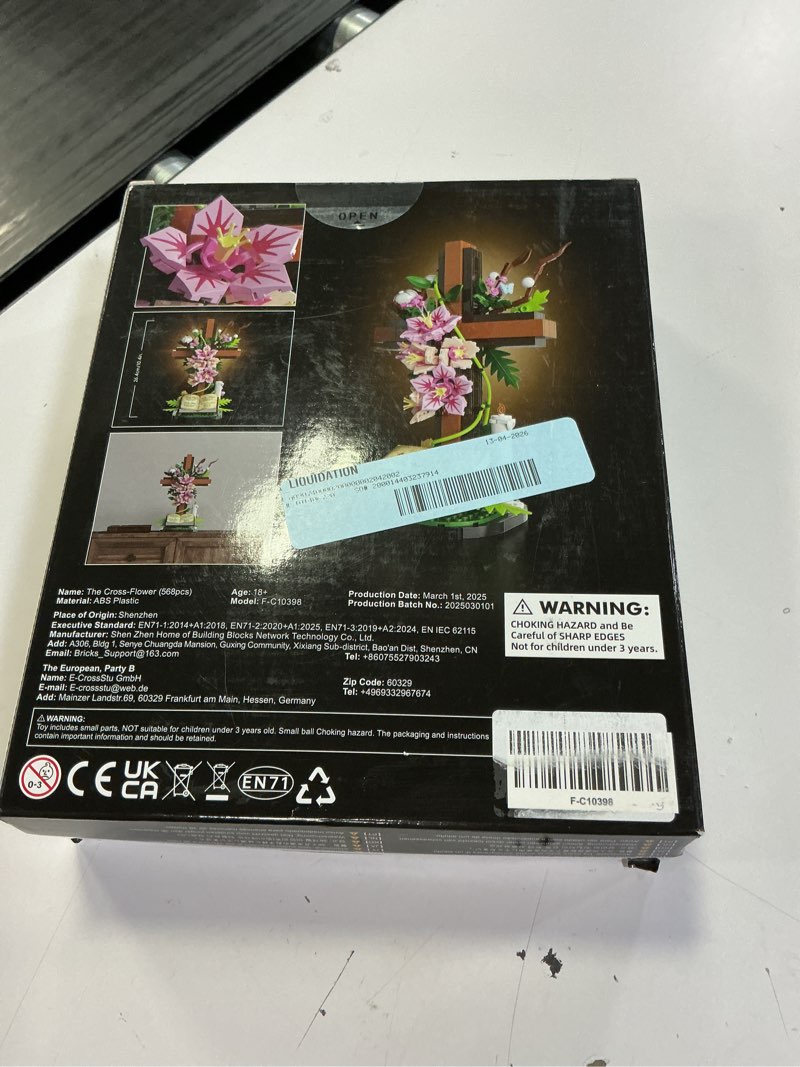 OPEN
LIQUIDATION
13-04-2026
SO# 200014403237914
Name: The Cross-Flower (568pcs)
Material: ABS Plastic
Age: 18+
Model: F-C10398
Production Date: March 1st, 2025
Production Batch No.: 2025030101
Place of Origin: Shenzhen
Executive Standard: EN71-1:2014+A1:2018, EN71-2:2020+A1:2025, EN71-3:2019+A2:2024, EN IEC 62115
Manufacturer: Shen Zhen Home of Building Blocks Network Technology Co., Ltd.
Add: A306, Bldg 1, Senye Chuangda Mansion, Guxing Community, Xixiang Sub-district, Bao'an Dist, Shenzhen, CN
Email: Bricks_Support@163.com
Tel: +86075527903243
The European, Party B
Name: E-CrossStu GmbH
E-mail: E-crossstu@web.de
Add: Mainzer Landstr.69, 60329 Frankfurt am Main, Hessen, Germany
Zip Code: 60329
Tel: +4969332967674
WARNING:
CHOKING HAZARD and Be
Careful of SHARP EDGES
Not for children under 3 years.
WARNING:
Toy includes small parts, NOT suitable for children under 3 years old. Small ball Choking hazard. The packaging and instructions
contain important information and should be retained.
0-3
CE
UK
CA
EN71
F-C10398